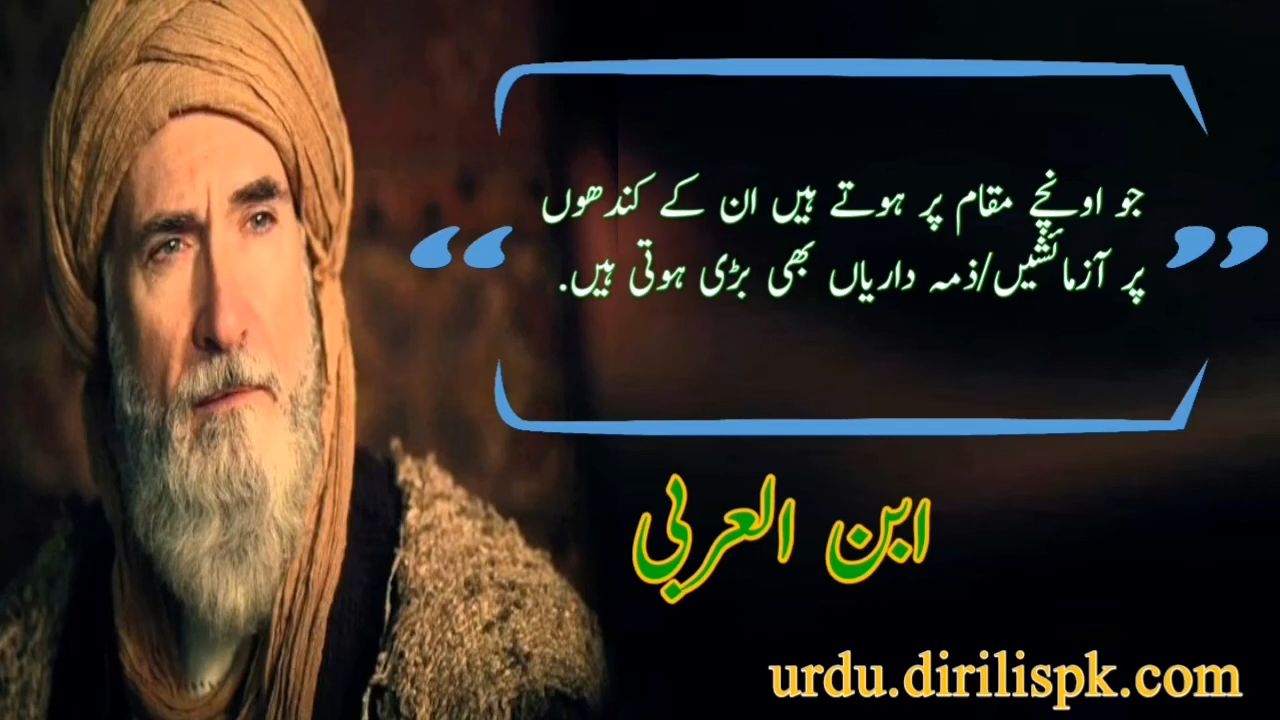 جو اونچے مقام پر ہوتے ہیں ان کے کندھوں
پر آزمائشیں/ذمہ داریاں بھی بڑی ہوتی ہیں.
ابن العربی
urdu.dirilispk.com